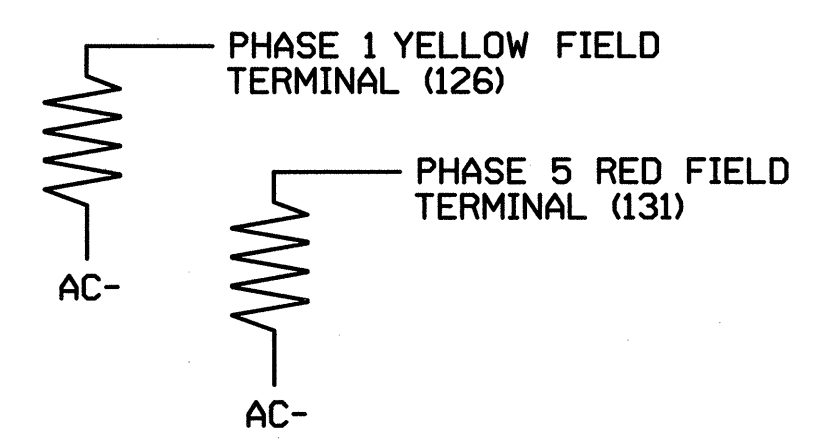 PHASE 1 YELLOW FIELD
TERMINAL (126)
PHASE 5 RED FIELD
TERMINAL (131)
AC-
AC-